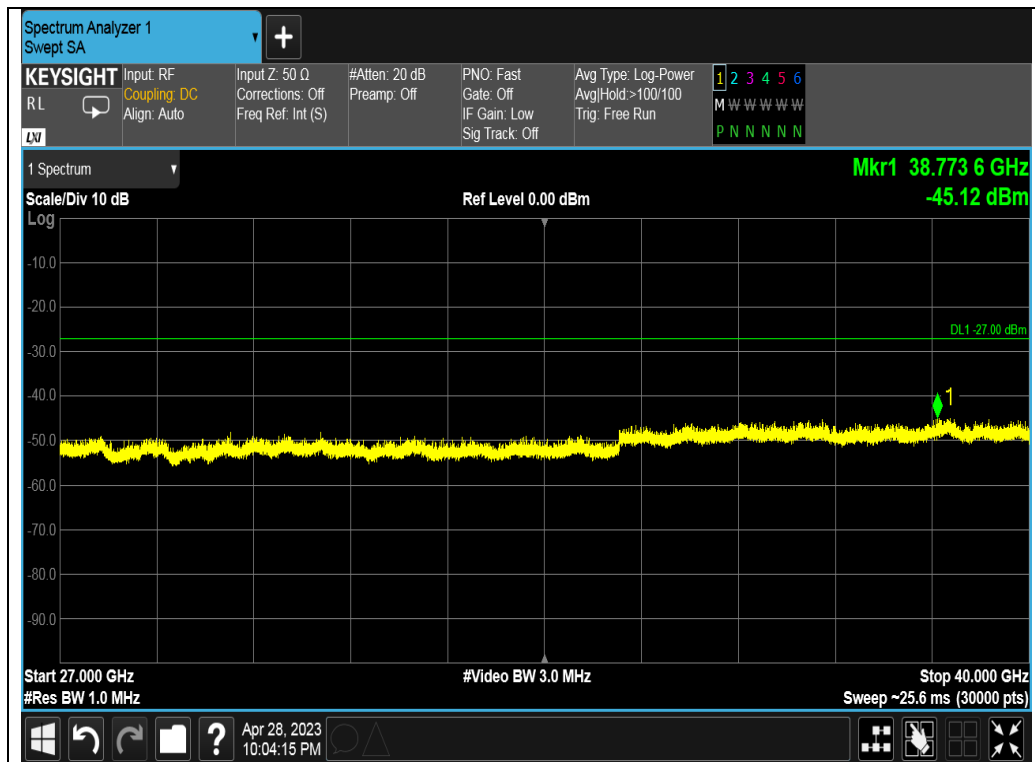 Spectrum Analyzer 1
Swept SA
+
KEYSIGHT
RL
LXI
Input: RF
Coupling: DC
Align: Auto
Input Z: 50 Ω
Corrections: Off
Freq Ref: Int (S)
#Atten: 20 dB
Preamp: Off
PNO: Fast
Gate: Off
IF Gain: Low
Sig Track: Off
Avg Type: Log-Power
Avg|Hold:>100/100
Trig: Free Run
1 2 3 4 5 6
M W W W W W
P N N N N N
1 Spectrum
Mkr1 38.773 6 GHz
-45.12 dBm
Scale/Div 10 dB
Ref Level 0.00 dBm
Log
-10.0
-20.0
DL1 -27.00 dBm
-30.0
-40.0
1
-50.0
-60.0
-70.0
-80.0
-90.0
Start 27.000 GHz
#Video BW 3.0 MHz
Stop 40.000 GHz
#Res BW 1.0 MHz
Sweep ~25.6 ms (30000 pts)
?
Apr 28, 2023
10:04:15 PM